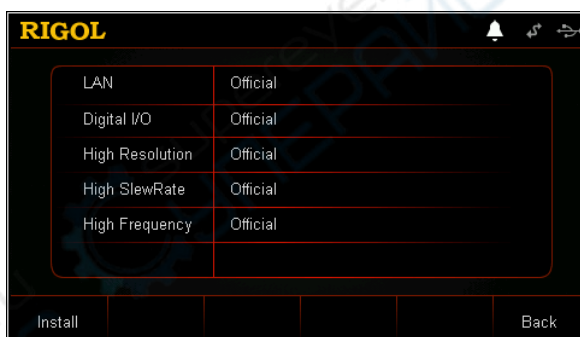 RIGOL
LAN Official
Digital I/O Official
High Resolution Official
High SlewRate Official
High Frequency Official
Install Back